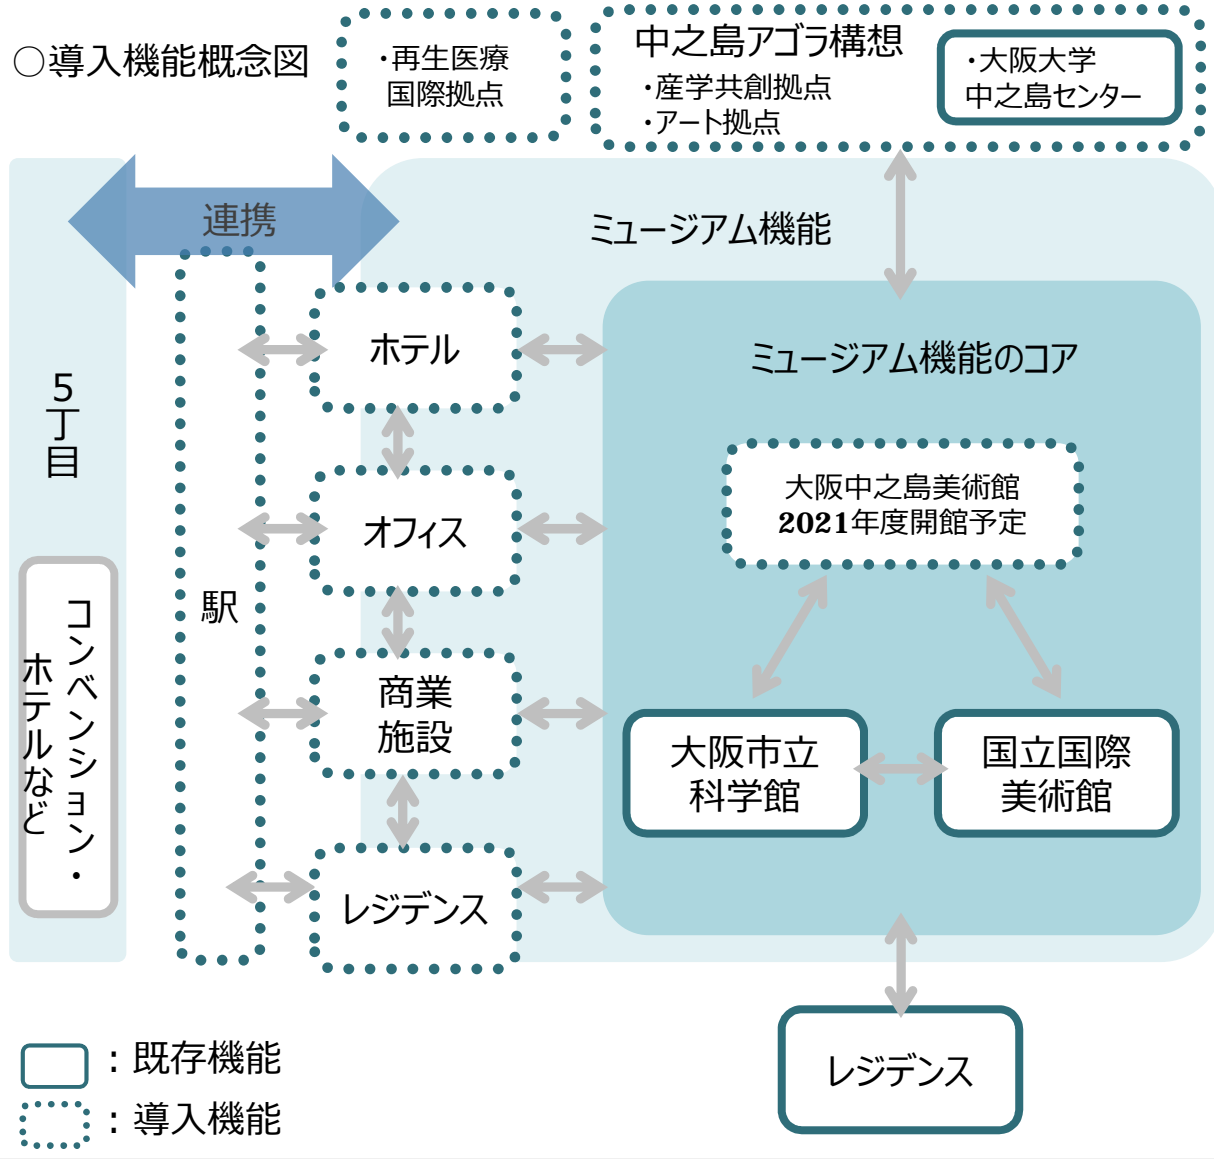 ○導入機能概念図
・再生医療
国際拠点
中之島アゴラ構想
・産学共創拠点
・アート拠点
・大阪大学
中之島センター
連携
ミュージアム機能
5丁目
コンベンション・
ホテルなど
駅
ホテル
オフィス
商業
施設
レジデンス
ミュージアム機能のコア
大阪中之島美術館
2021年度開館予定
大阪市立
科学館
国立国際
美術館
レジデンス
：既存機能
：導入機能